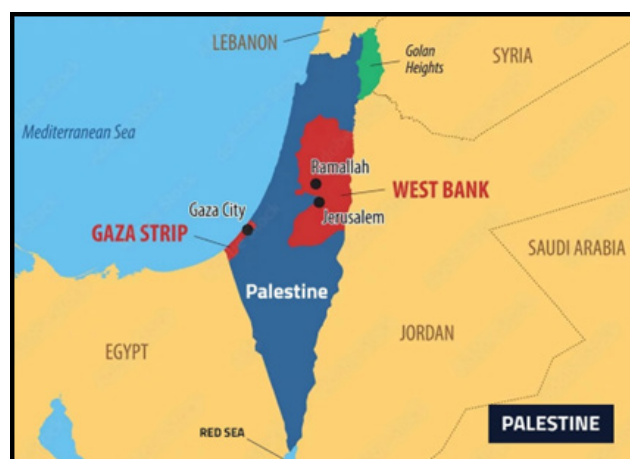 LEBANON
Golan
Heights
SYRIA
Mediterranean Sea
Ramallah
WEST BANK
Gaza City
Jerusalem
GAZA STRIP
SAUDI ARABIA
Palestine
JORDAN
EGYPT
RED SEA
PALESTINE